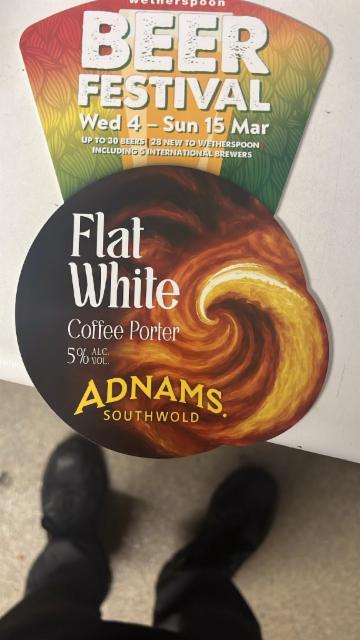 wetherspoon
BEER
FESTIVAL
Wed 4 – Sun 15 Mar
UP TO 30 BEERS | 28 NEW TO WETHERSPOON
INCLUDING 5 INTERNATIONAL BREWERS
Flat
White
Coffee Porter
5% ALC. VOL.
ADNAMS.
SOUTHWOLD